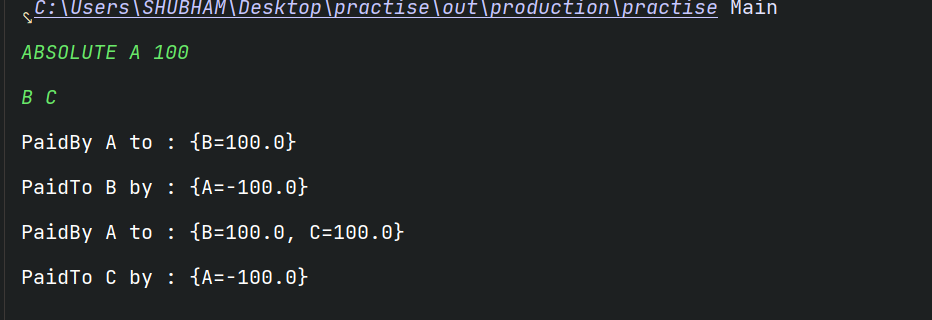 C:\Users\SHUBHAM\Desktop\practise\out\production\practise Main
ABSOLUTE A 100
B C
PaidBy A to : {B=100.0}
PaidTo B by : {A=-100.0}
PaidBy A to : {B=100.0, C=100.0}
PaidTo C by : {A=-100.0}